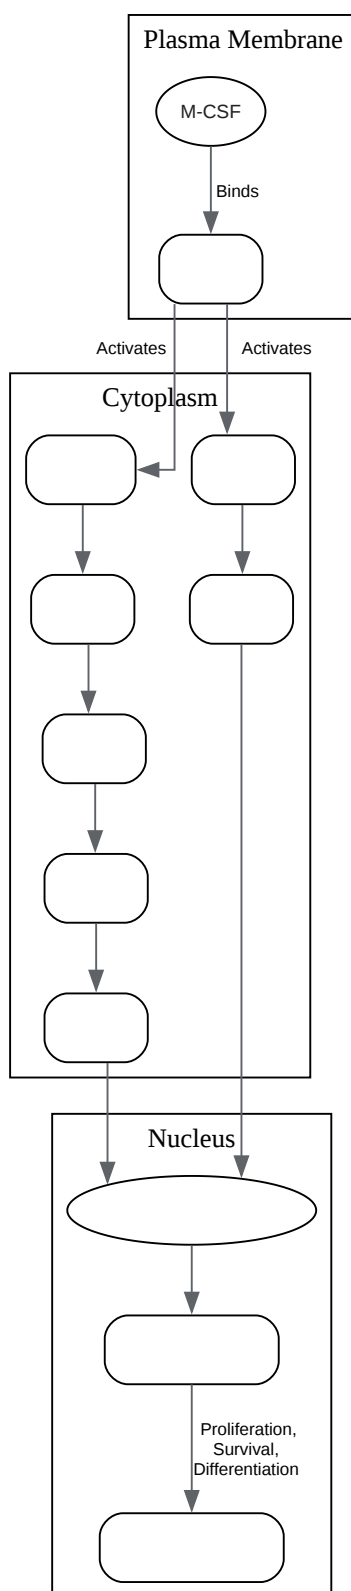 Plasma Membrane
M-CSF
Binds
Activates
Activates
Cytoplasm
Nucleus
Proliferation,
Survival,
Differentiation